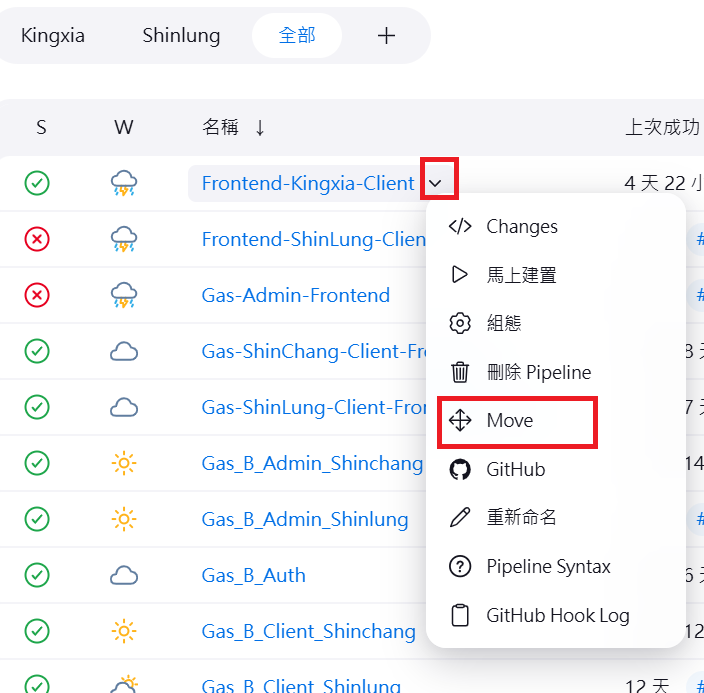 Kingxia Shinlung 全部 +
S W 名稱 ↓ 上次成功
Frontend-Kingxia-Client 4 天 22 小
Frontend-ShinLung-Clien #
Gas-Admin-Frontend #
Gas-ShinChang-Client-Fr 8 天
Gas-ShinLung-Client-Fro 7 天
Gas_B_Admin_Shinchang 14
Gas_B_Admin_Shinlung #
Gas_B_Auth 6 天
Gas_B_Client_Shinchang 12
Gas_B_Client_Shinlung 12 天 #
Changes
馬上建置
組態
刪除 Pipeline
Move
GitHub
重新命名
Pipeline Syntax
GitHub Hook Log